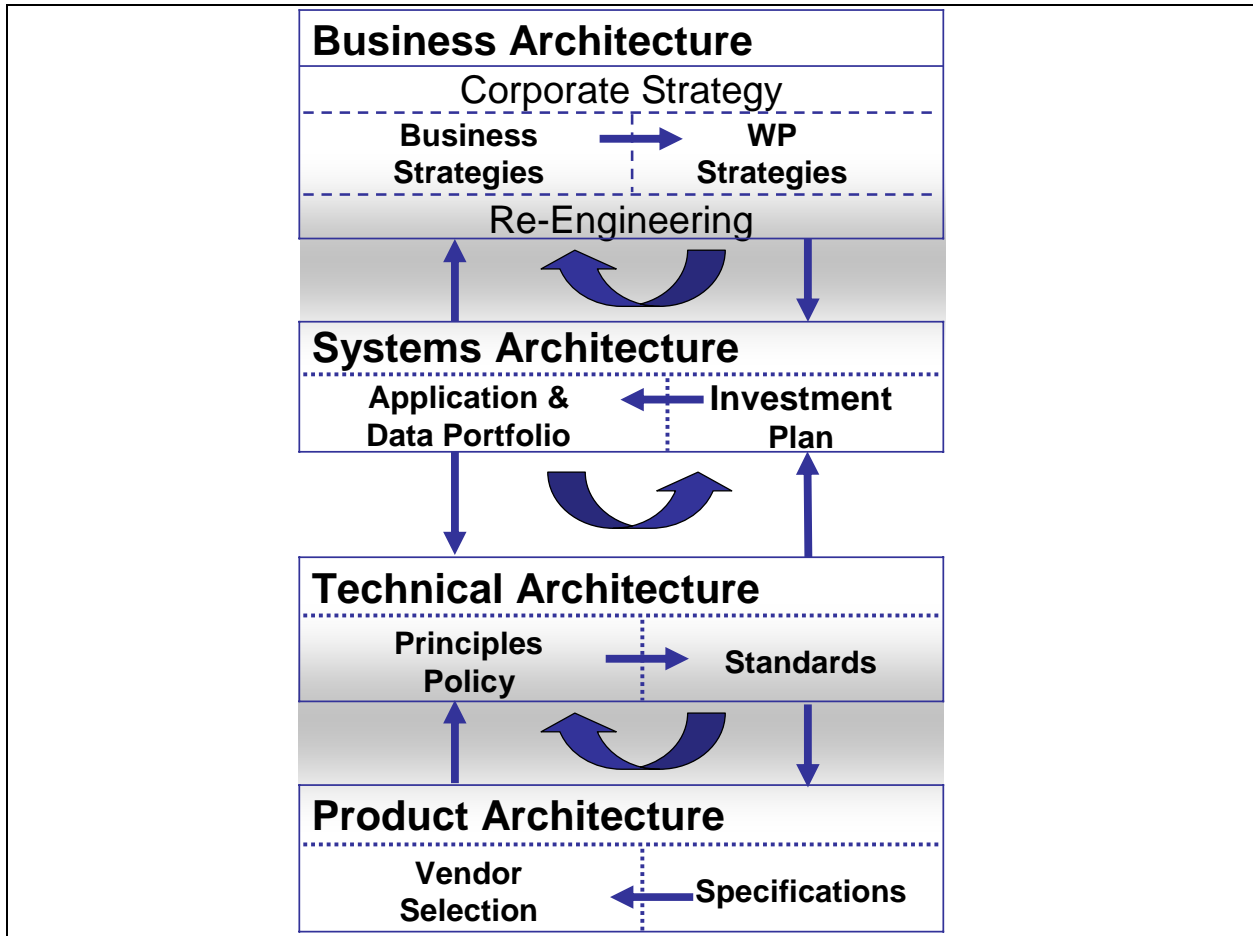 Business Architecture
Corporate Strategy
Business
Strategies
WP
Strategies
Re-Engineering
Systems Architecture
Application &
Data Portfolio
Investment
Plan
Technical Architecture
Principles
Policy
Standards
Product Architecture
Vendor
Selection
Specifications